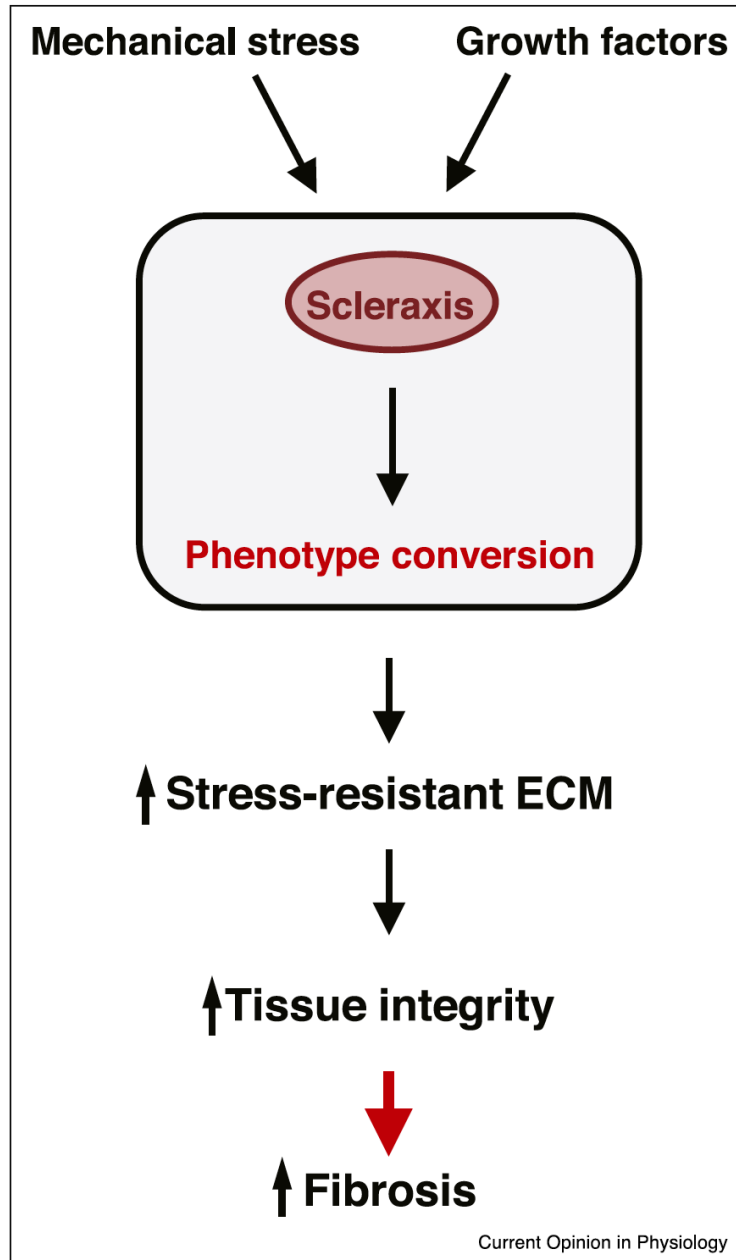 Mechanical stress
Growth factors
Scleraxis
Phenotype conversion
Stress-resistant ECM
Tissue integrity
Fibrosis
Current Opinion in Physiology